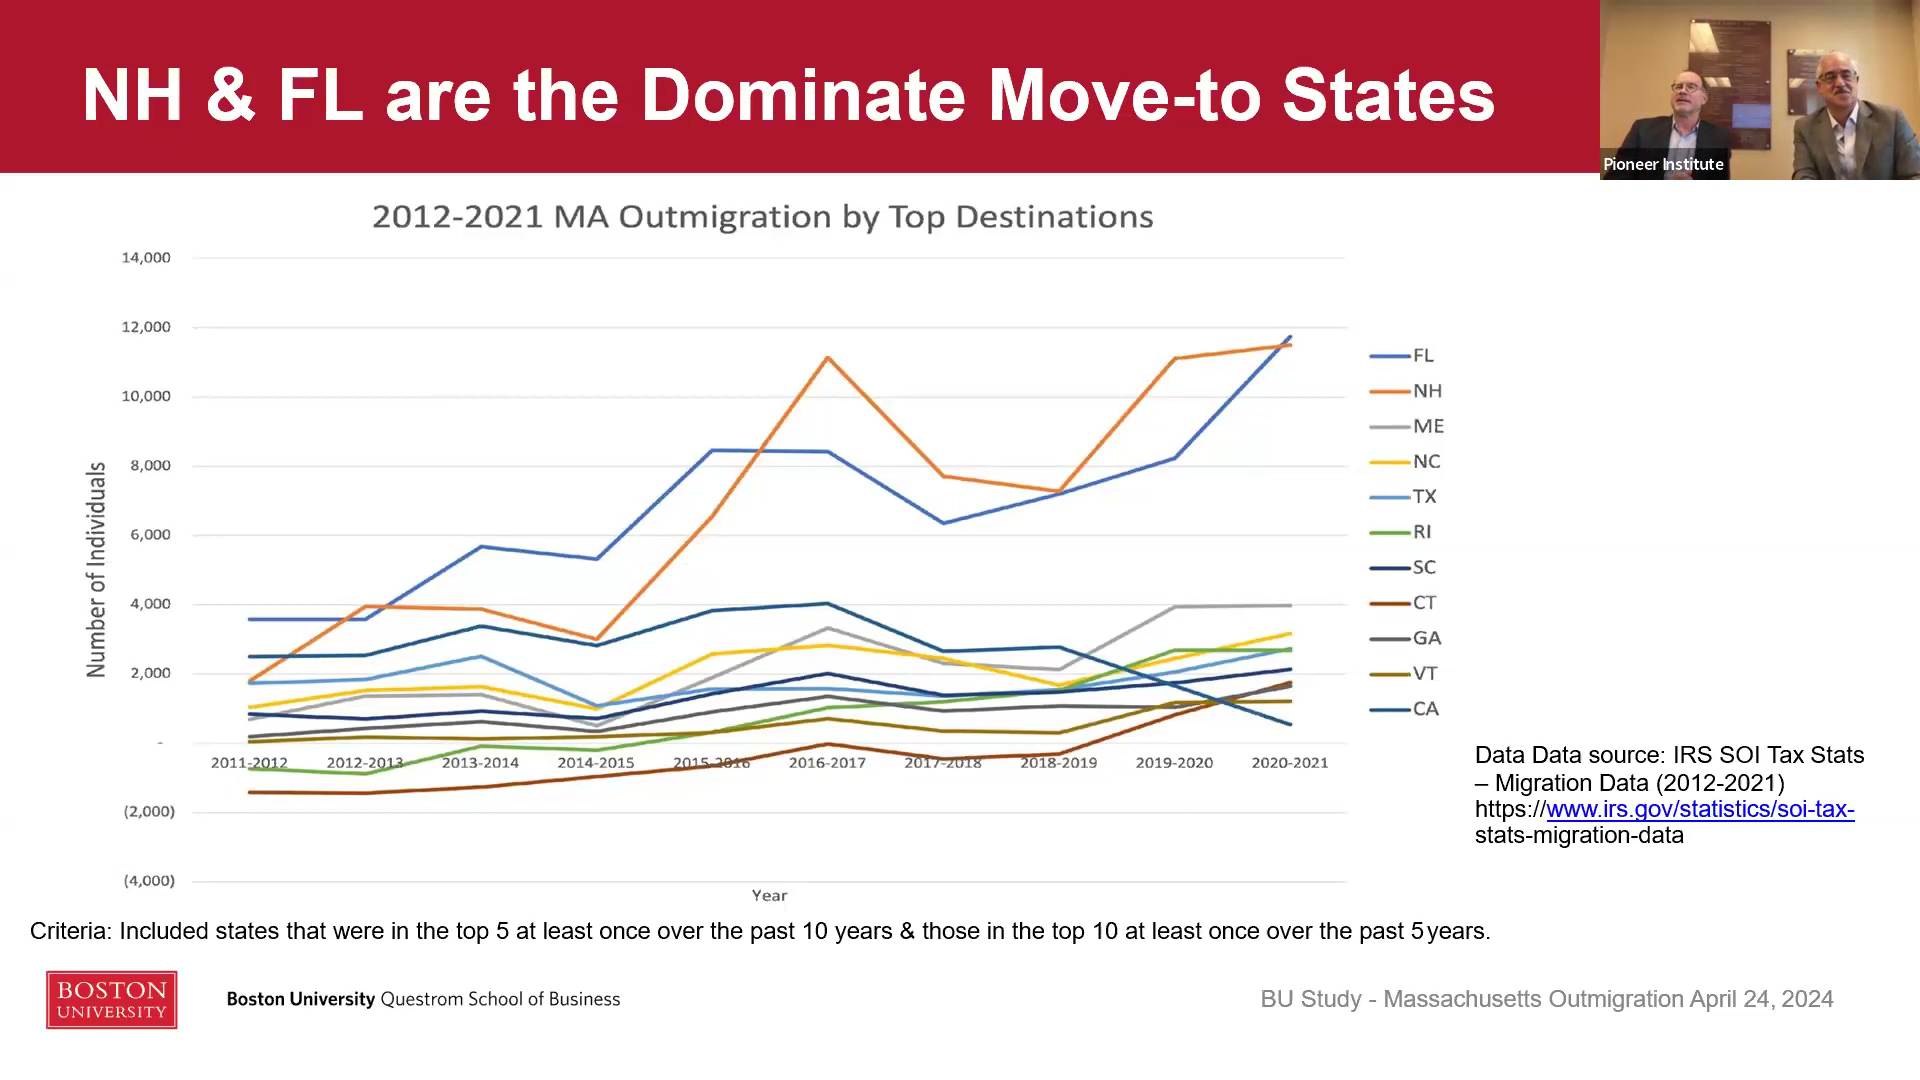 NH & FL are the Dominate Move-to States
Pioneer Institute
2012-2021 MA Outmigration by Top Destinations
Number of Individuals
14,000
12,000
10,000
8,000
6,000
4,000
2,000
-
(2,000)
(4,000)
2011-2012 2012-2013 2013-2014 2014-2015 2015-2016 2016-2017 2017-2018 2018-2019 2019-2020 2020-2021
Year
FL
NH
ME
NC
TX
RI
SC
CT
GA
VT
CA
Data Data source: IRS SOI Tax Stats
– Migration Data (2012-2021)
https://www.irs.gov/statistics/soi-tax-
stats-migration-data
Criteria: Included states that were in the top 5 at least once over the past 10 years & those in the top 10 at least once over the past 5 years.
BOSTON
UNIVERSITY
Boston University Questrom School of Business
BU Study - Massachusetts Outmigration April 24, 2024